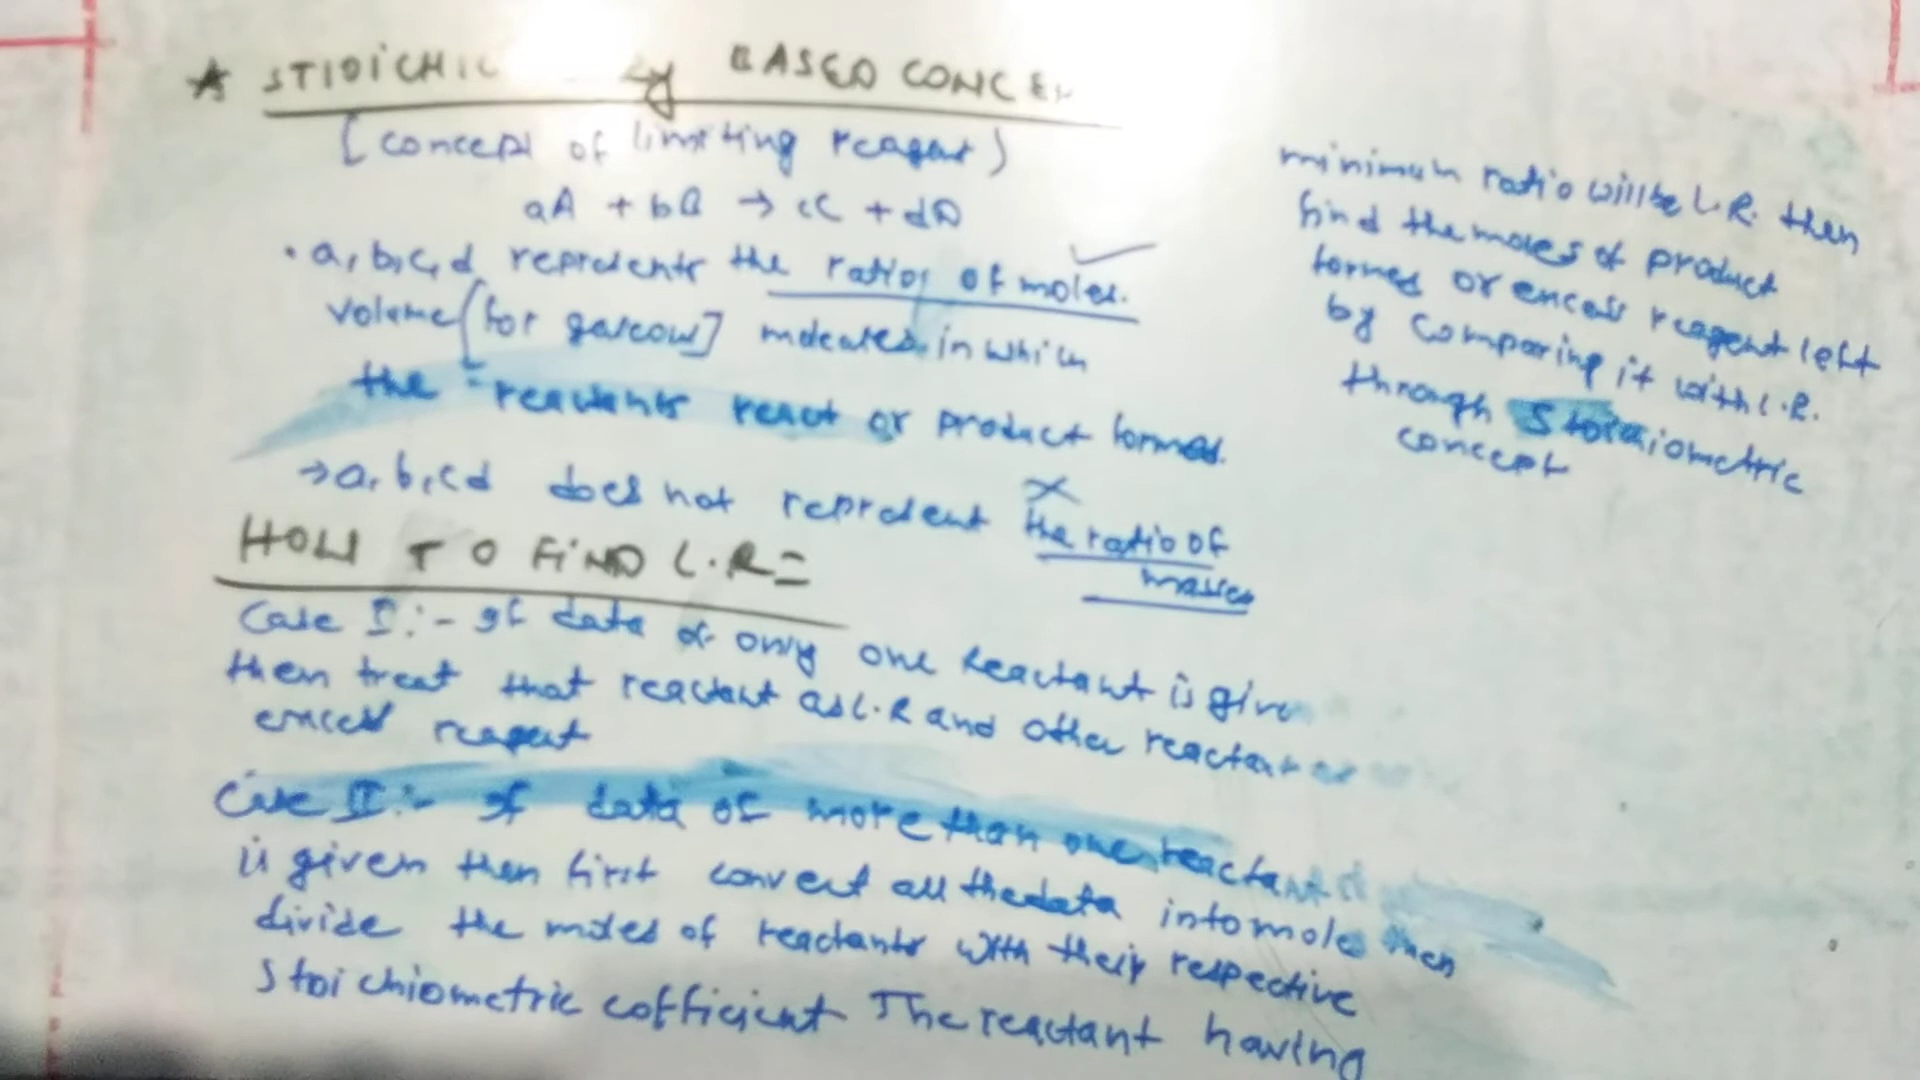 ★ STIOICHI y BASED CONCE
[concept of limiting reagent)
aA + bB → cC + dD
• a, b, c, d represents the ratios of moles.
volume [for gaseous] indicates in which
the reactants react or product formed.
→ a, b, c d does not represent the ratio of
masses
HOW TO FIND L.R =
Case I :- If data of only one Reactant is given
then treat that reactant as L.R and other reactant
excess reagent
Case II :- If data of more than one reactant
is given then first convert all the data into mole then
divide the moles of reactants with their respective
Stoichiometric cofficient The reactant having
minimum ratio will be L.R. then
find the moles of product
formed or excess reagent left
by comparing it with L.R.
through Stoichiometric
concept